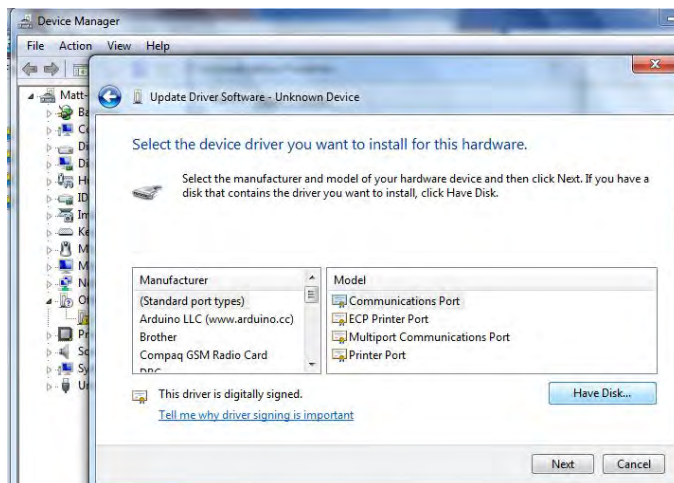 Device Manager
File Action View Help
Update Driver Software - Unknown Device
Matt-
Select the device driver you want to install for this hardware.
Select the manufacturer and model of your hardware device and then click Next. If you have a
disk that contains the driver you want to install, click Have Disk.
Manufacturer
(Standard port types)
Arduino LLC (www.arduino.cc)
Brother
Compaq GSM Radio Card
Model
Communications Port
ECP Printer Port
Multiport Communications Port
Printer Port
This driver is digitally signed.
Tell me why driver signing is important
Have Disk...
Next
Cancel